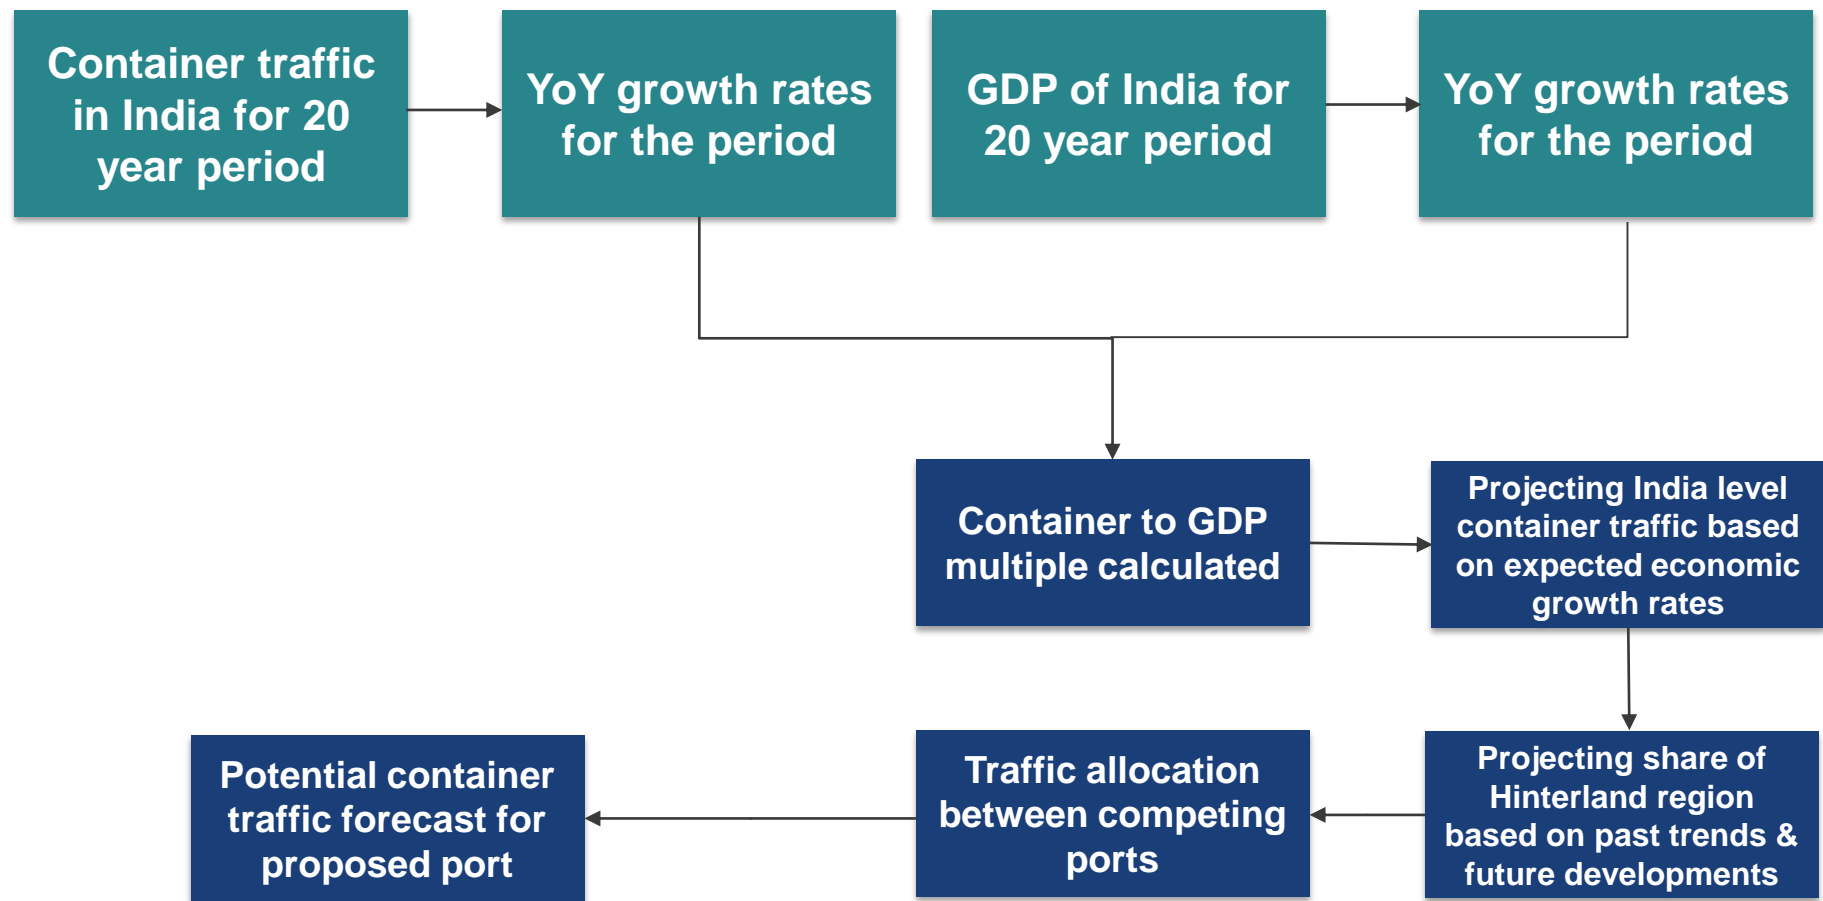 Container traffic
in India for 20
year period
YoY growth rates
for the period
GDP of India for
20 year period
YoY growth rates
for the period
Container to GDP
multiple calculated
Projecting India level
container traffic based
on expected economic
growth rates
Projecting share of
Hinterland region
based on past trends &
future developments
Traffic allocation
between competing
ports
Potential container
traffic forecast for
proposed port